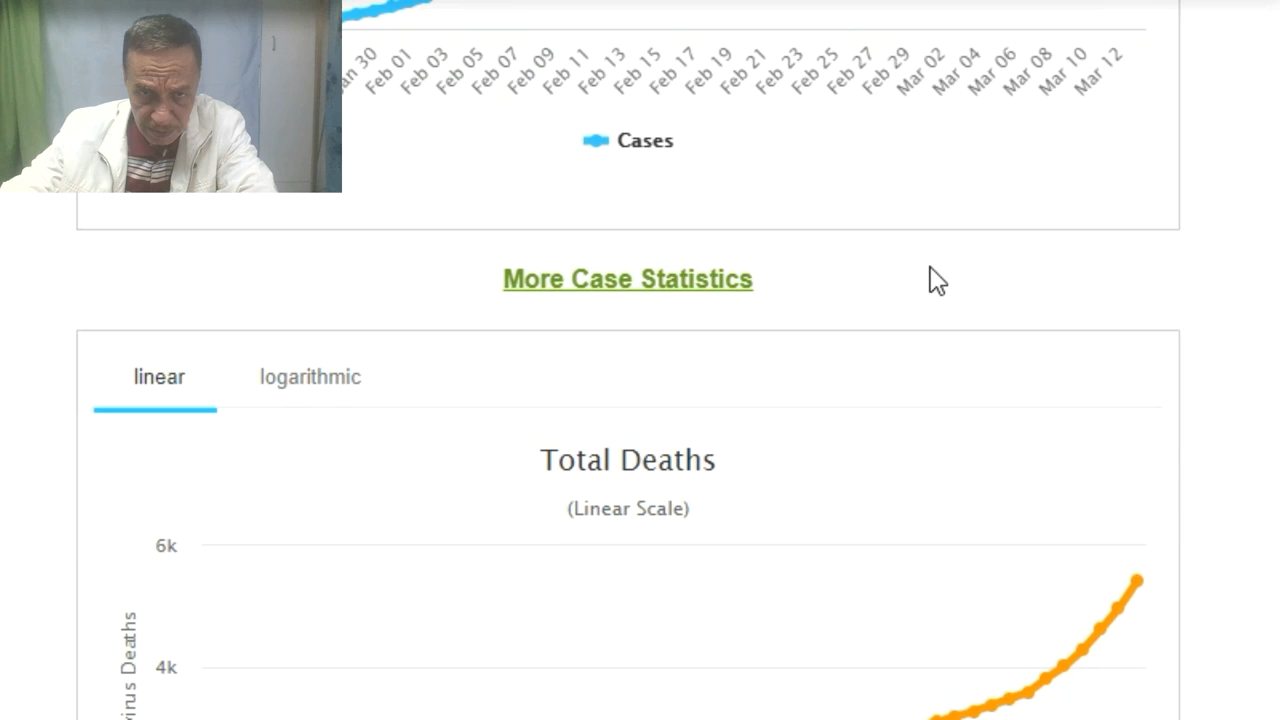 Feb 01
Feb 03
Feb 05
Feb 07
Feb 09
Feb 11
Feb 13
Feb 15
Feb 17
Feb 19
Feb 21
Feb 23
Feb 25
Feb 27
Feb 29
Mar 02
Mar 04
Mar 06
Mar 08
Mar 10
Mar 12
Cases
More Case Statistics
linear logarithmic
Total Deaths
(Linear Scale)
6k
4k
Deaths